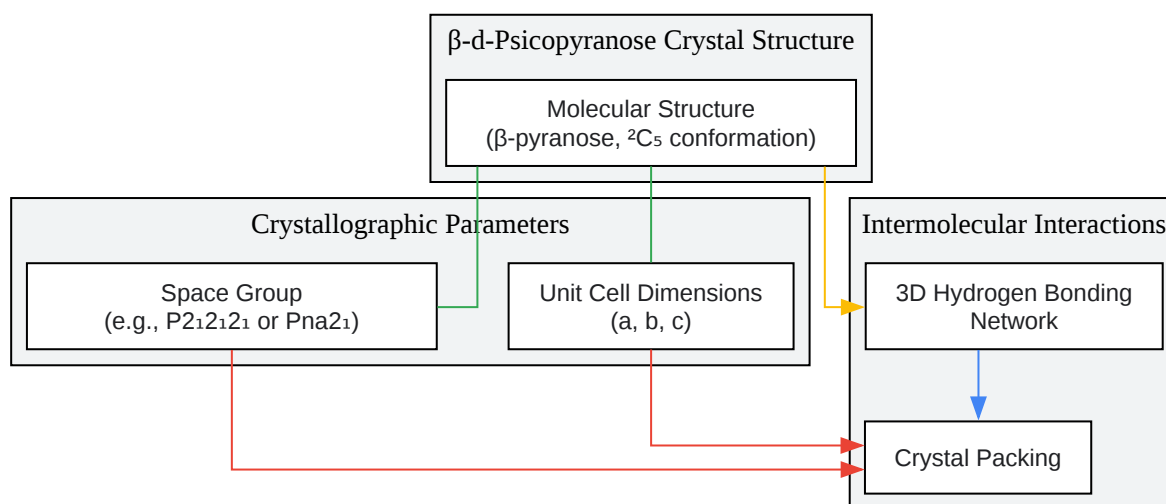 β-d-Psicopyranose Crystal Structure
Molecular Structure
(β-pyranose, ²C₅ conformation)
Crystallographic Parameters
Intermolecular Interactions
Space Group
(e.g., P2₁2₁2₁ or Pna2₁)
Unit Cell Dimensions
(a, b, c)
3D Hydrogen Bonding
Network
Crystal Packing